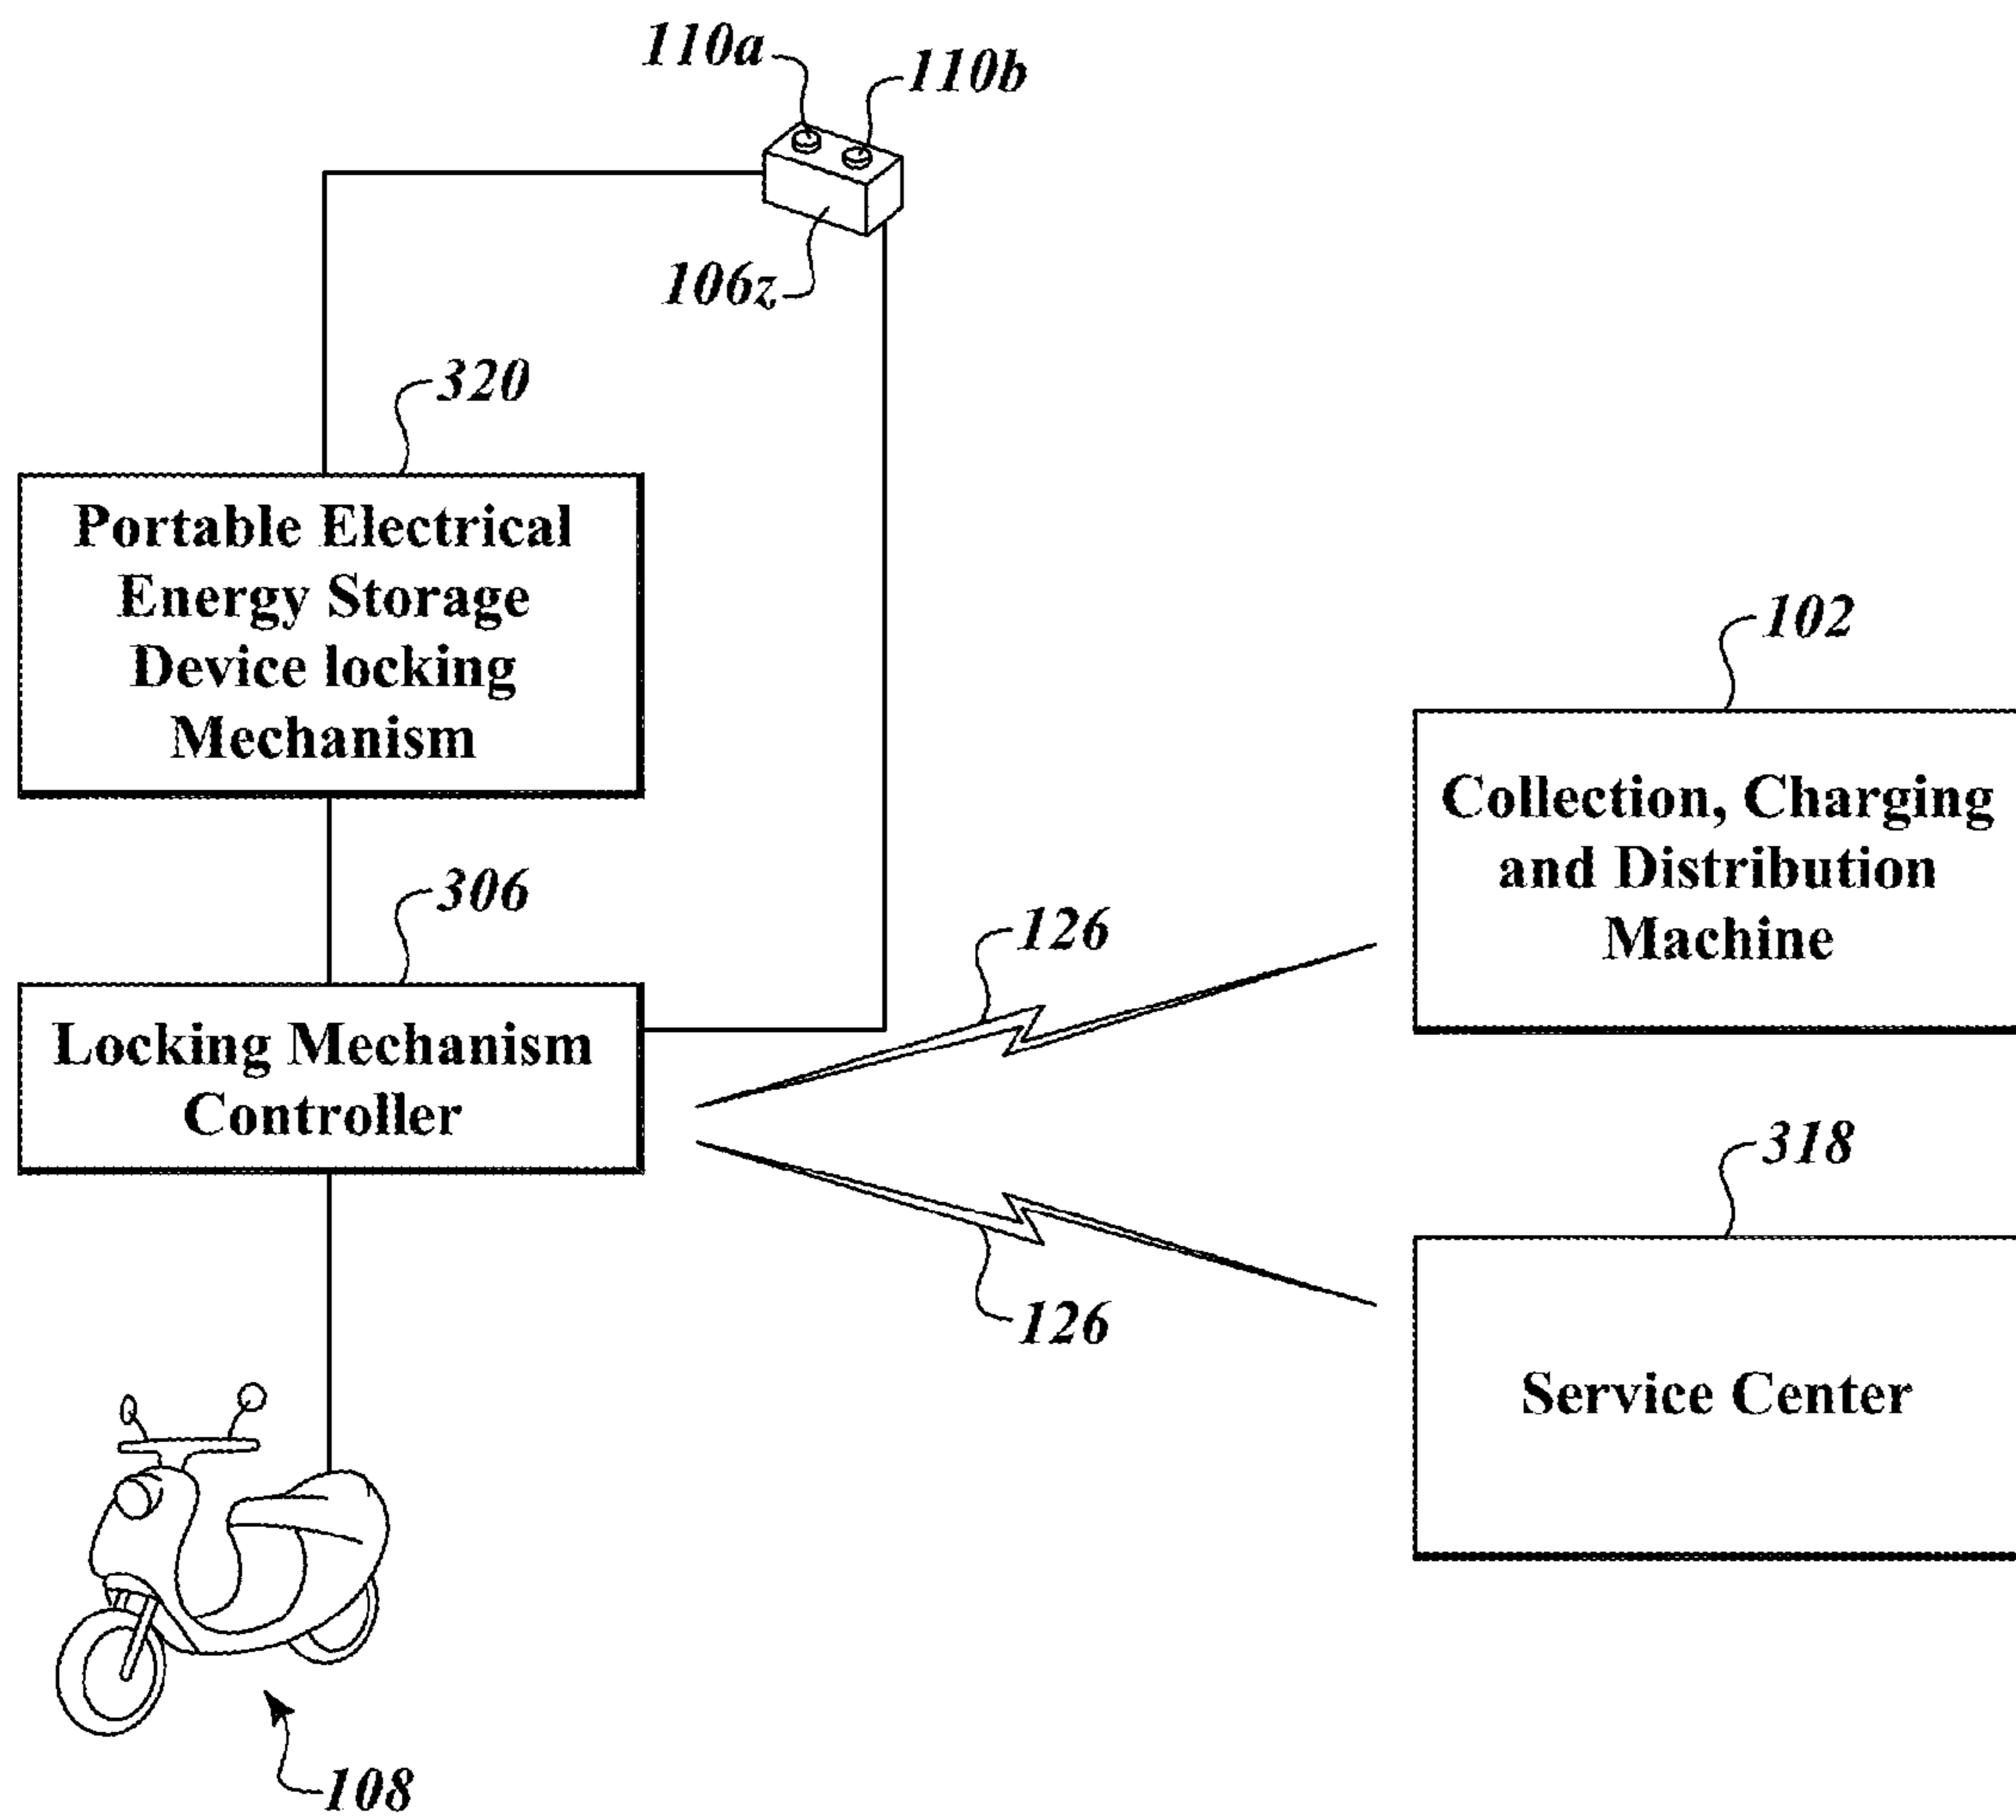 110a
110b
106z
320
Portable Electrical
Energy Storage
Device locking
Mechanism
102
Collection, Charging
and Distribution
Machine
306
126
Locking Mechanism
Controller
318
126
Service Center
108